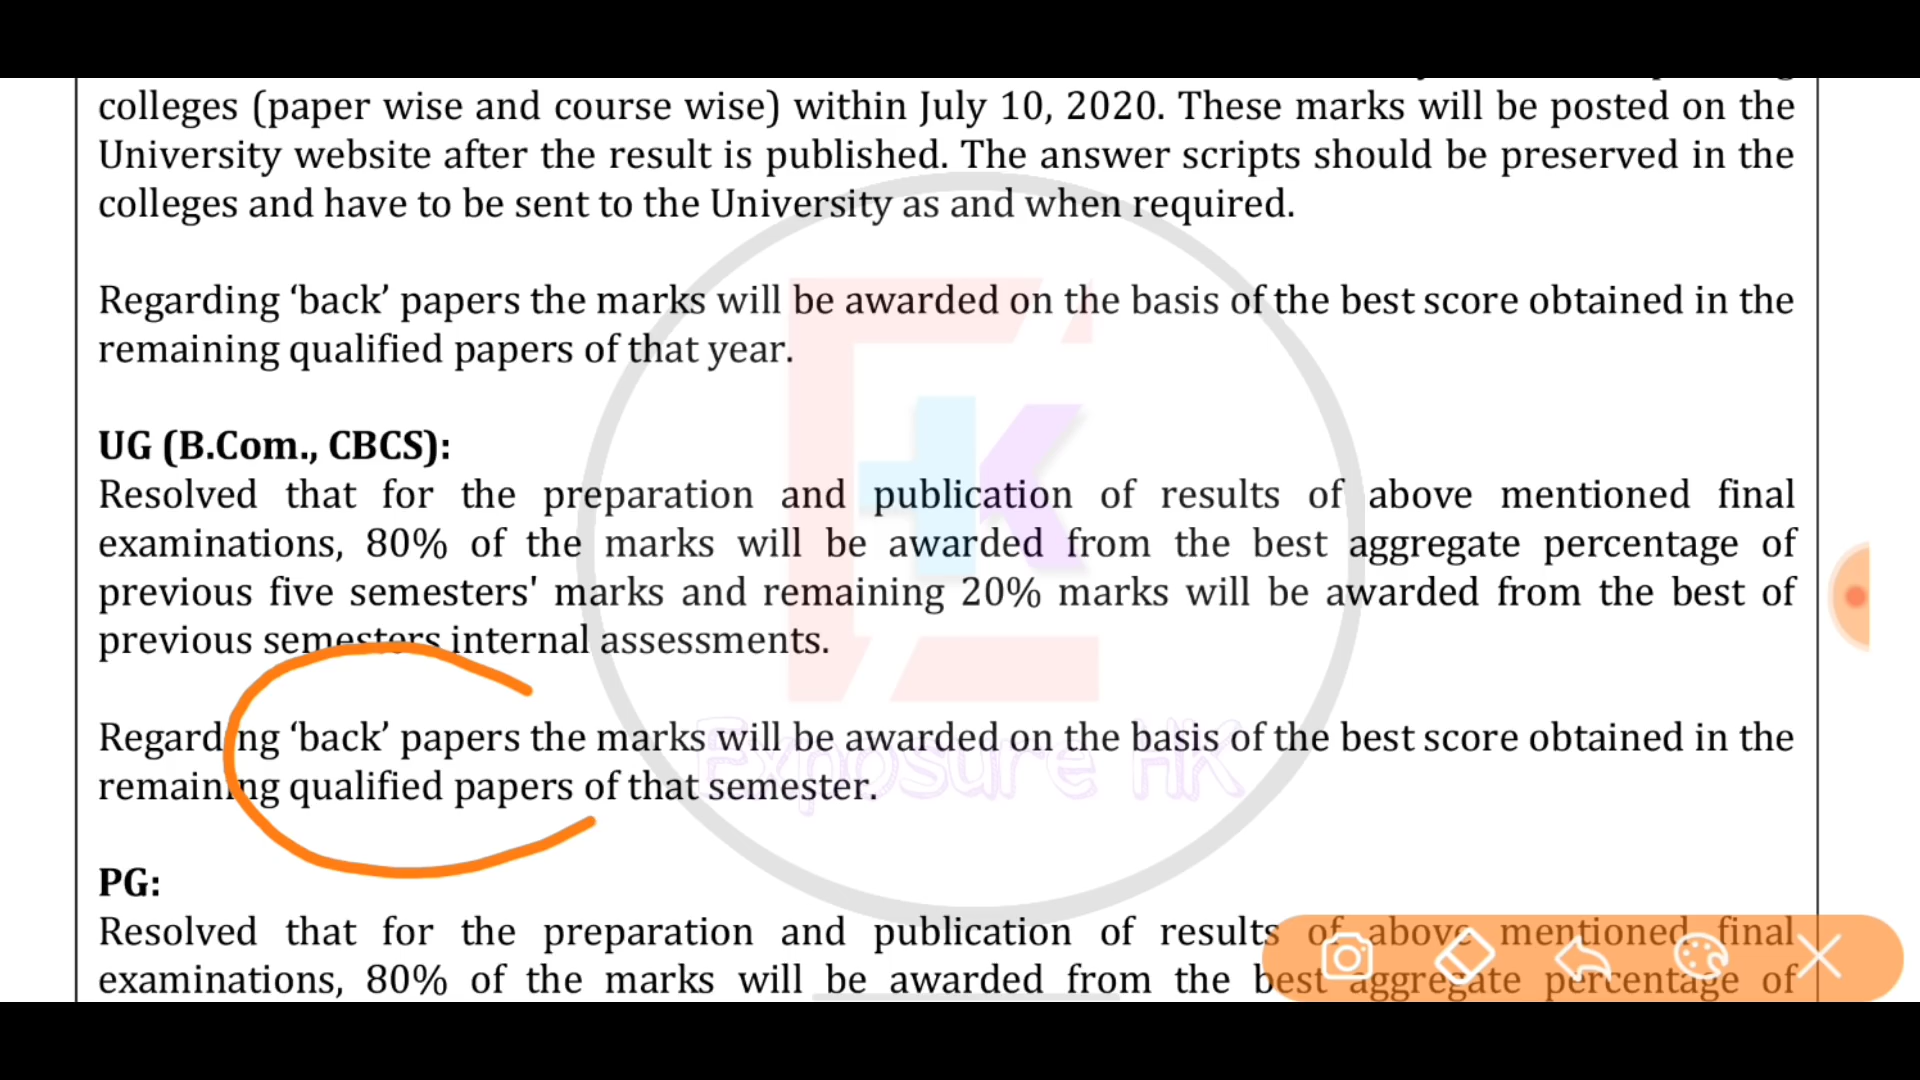 colleges (paper wise and course wise) within July 10, 2020. These marks will be posted on the
University website after the result is published. The answer scripts should be preserved in the
colleges and have to be sent to the University as and when required.
Regarding ‘back’ papers the marks will be awarded on the basis of the best score obtained in the
remaining qualified papers of that year.
UG (B.Com., CBCS):
Resolved that for the preparation and publication of results of above mentioned final
examinations, 80% of the marks will be awarded from the best aggregate percentage of
previous five semesters' marks and remaining 20% marks will be awarded from the best of
previous semesters internal assessments.
Regarding ‘back’ papers the marks will be awarded on the basis of the best score obtained in the
remaining qualified papers of that semester.
Exposure HK
PG:
Resolved that for the preparation and publication of results of above mentioned final
examinations, 80% of the marks will be awarded from the best aggregate percentage of